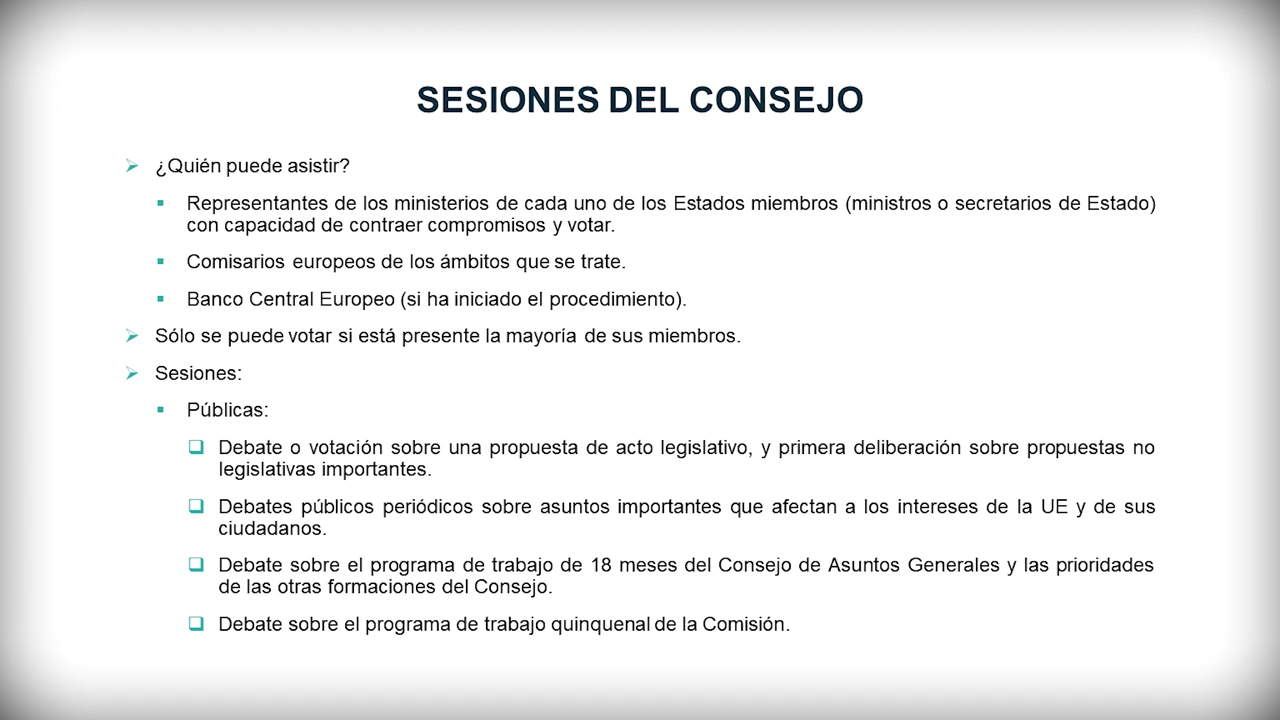 SESIONES DEL CONSEJO
¿Quién puede asistir?
Representantes de los ministerios de cada uno de los Estados miembros (ministros o secretarios de Estado)
con capacidad de contraer compromisos y votar.
Comisarios europeos de los ámbitos que se trate.
Banco Central Europeo (si ha iniciado el procedimiento).
Sólo se puede votar si está presente la mayoría de sus miembros.
Sesiones:
Públicas:
Debate o votación sobre una propuesta de acto legislativo, y primera deliberación sobre propuestas no
legislativas importantes.
Debates públicos periódicos sobre asuntos importantes que afectan a los intereses de la UE y de sus
ciudadanos.
Debate sobre el programa de trabajo de 18 meses del Consejo de Asuntos Generales y las prioridades
de las otras formaciones del Consejo.
Debate sobre el programa de trabajo quinquenal de la Comisión.